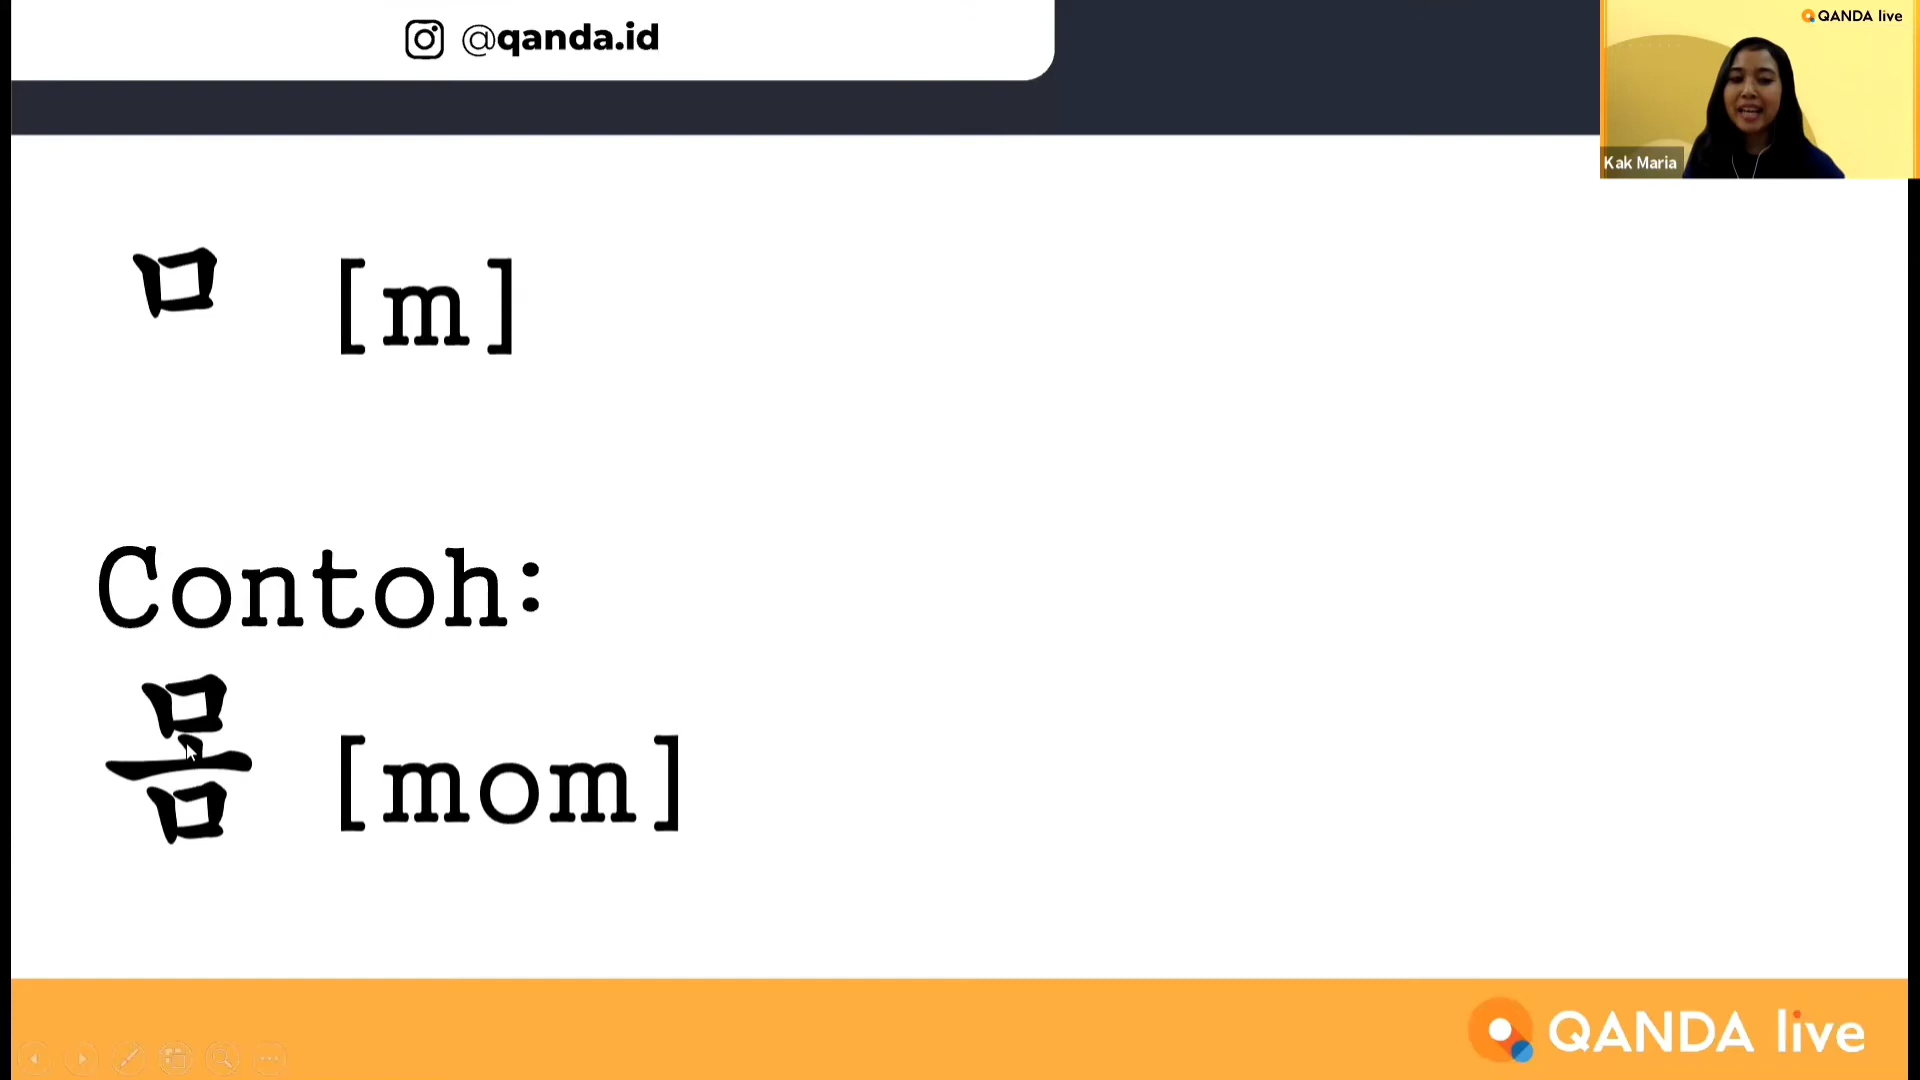 @qanda.id
QANDA live
Kak Maria
ㅁ [m]
Contoh:
몸 [mom]
QANDA live